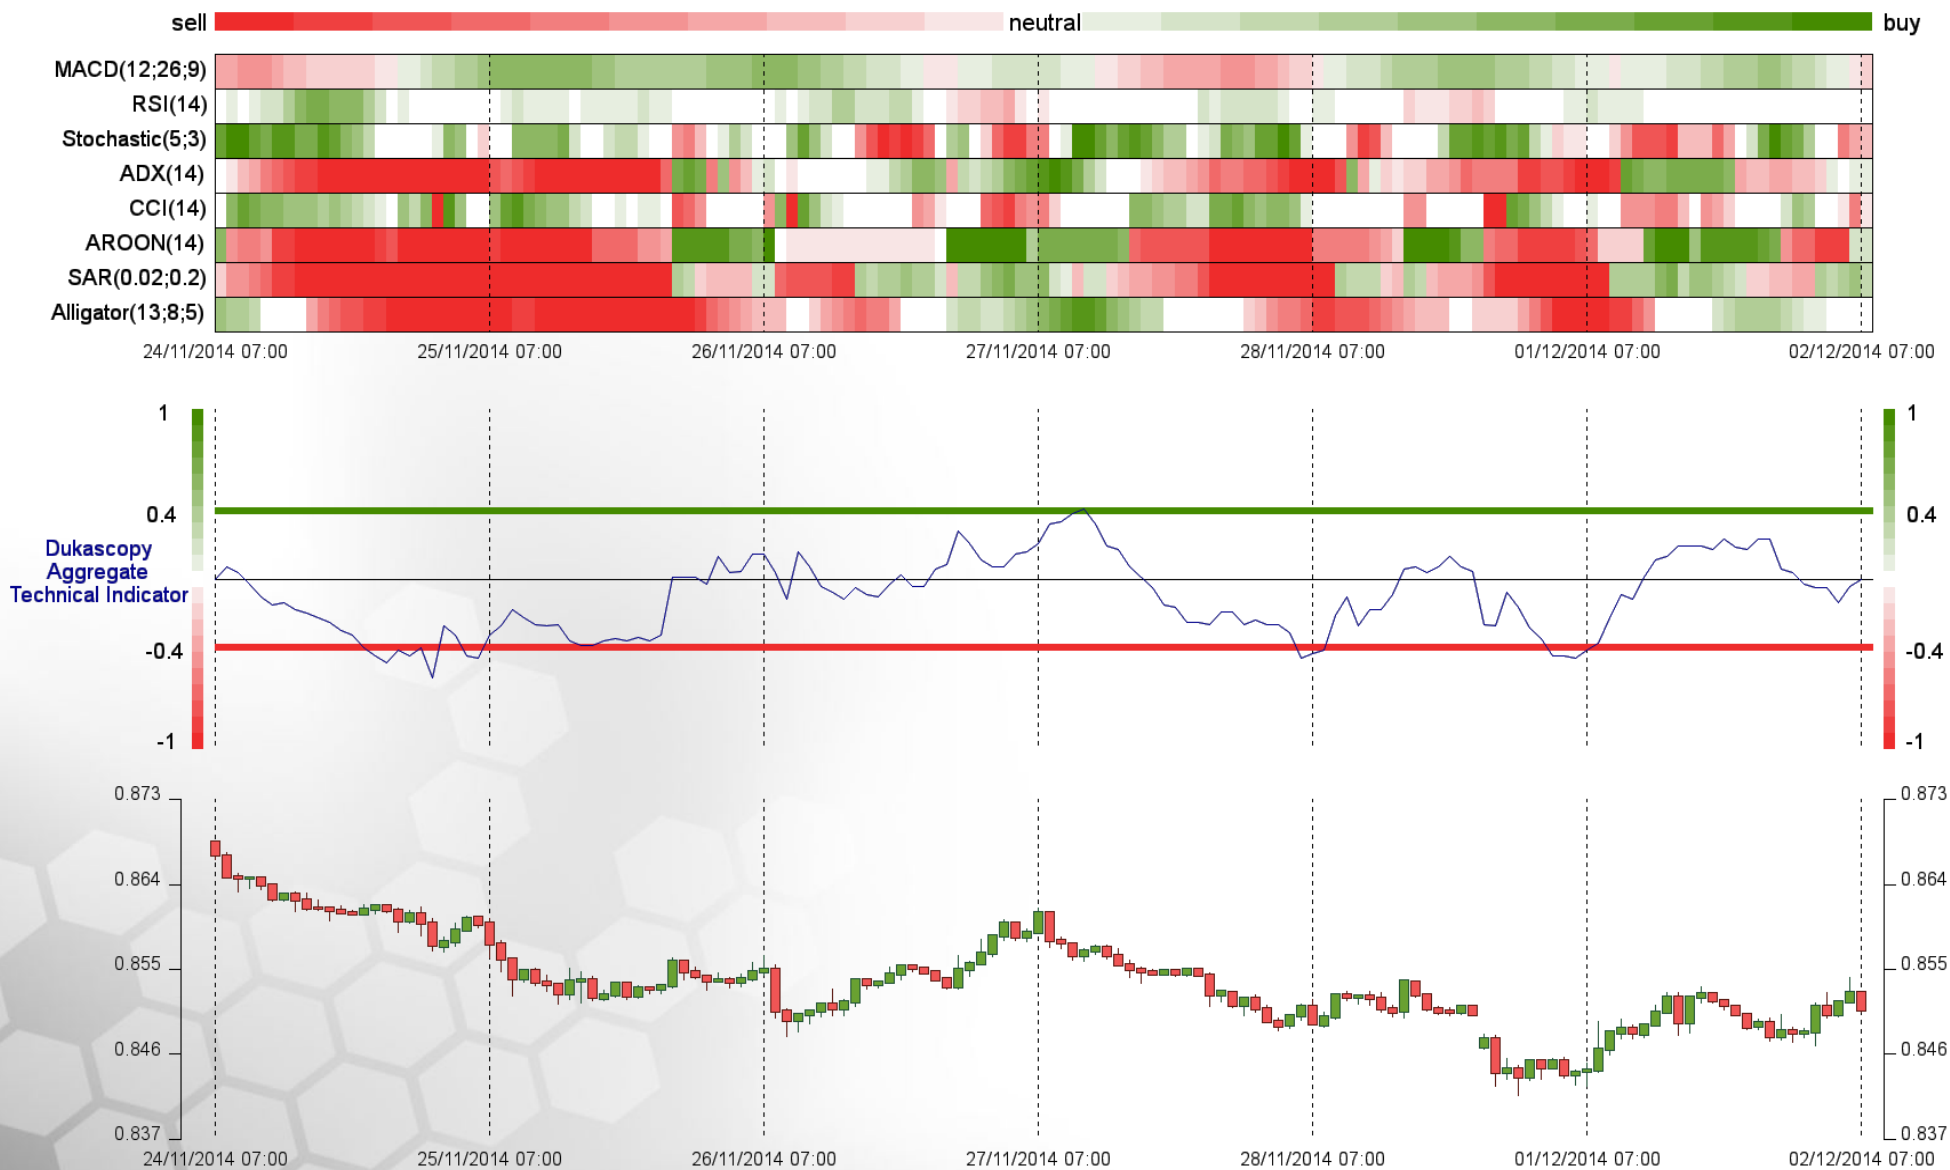 sell neutral buy
MACD(12;26;9)
RSI(14)
Stochastic(5;3)
ADX(14)
CCI(14)
AROON(14)
SAR(0.02;0.2)
Alligator(13;8;5)
24/11/2014 07:00 25/11/2014 07:00 26/11/2014 07:00 27/11/2014 07:00 28/11/2014 07:00 01/12/2014 07:00 02/12/2014 07:00
1 1
0.4 0.4
Dukascopy
Aggregate
Technical Indicator
-0.4 -0.4
-1 -1
0.873 0.873
0.864 0.864
0.855 0.855
0.846 0.846
0.837 0.837
24/11/2014 07:00 25/11/2014 07:00 26/11/2014 07:00 27/11/2014 07:00 28/11/2014 07:00 01/12/2014 07:00 02/12/2014 07:00